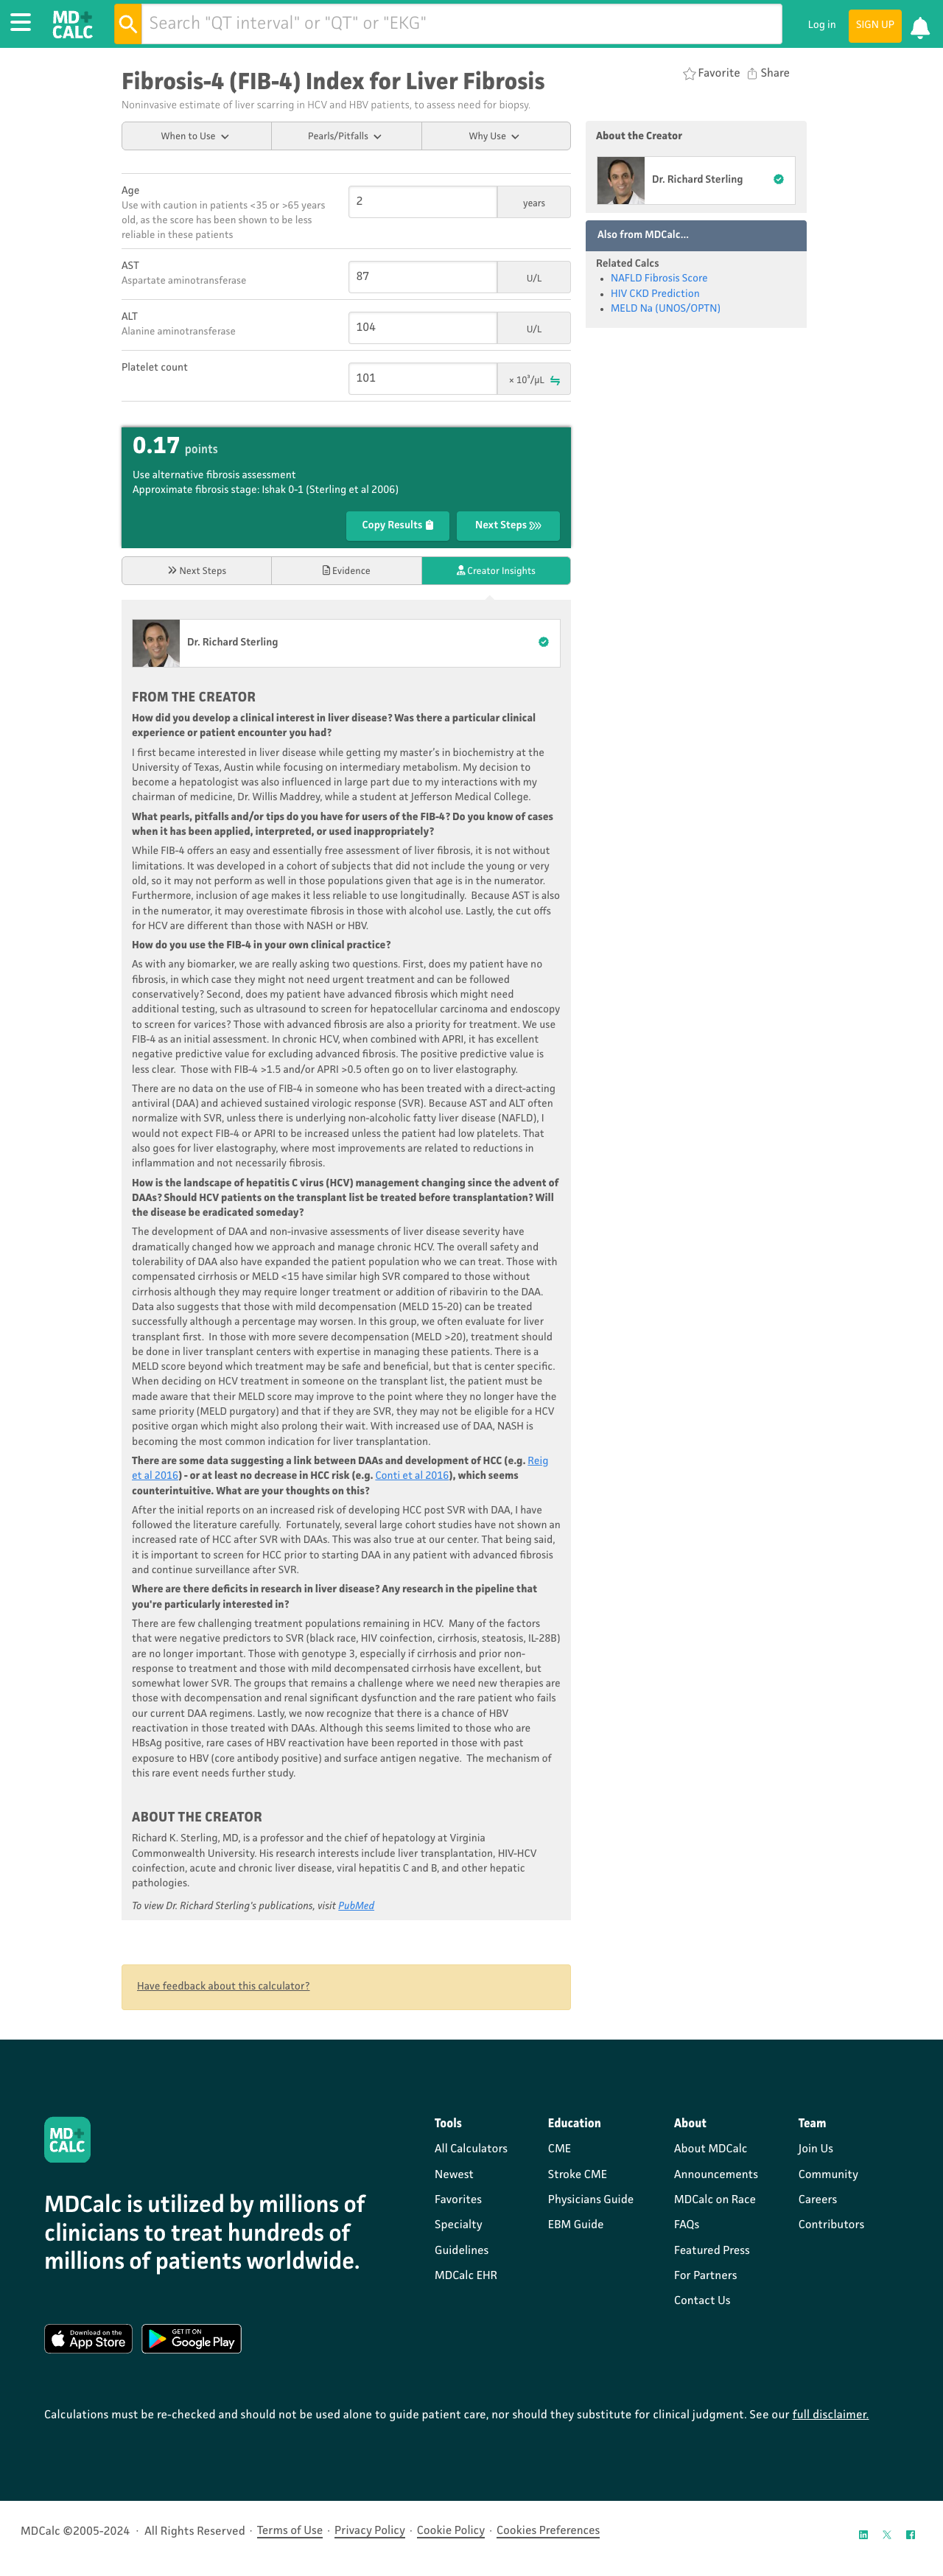 MD+
CALC
Search "QT interval" or "QT" or "EKG"
Log in
SIGN UP
Fibrosis-4 (FIB-4) Index for Liver Fibrosis
Noninvasive estimate of liver scarring in HCV and HBV patients, to assess need for biopsy.
Favorite
Share
When to Use
Pearls/Pitfalls
Why Use
Age
Use with caution in patients <35 or >65 years
old, as the score has been shown to be less
reliable in these patients
2
years
AST
Aspartate aminotransferase
87
U/L
ALT
Alanine aminotransferase
104
U/L
Platelet count
101
× 10³/µL
About the Creator
Dr. Richard Sterling
Also from MDCalc...
Related Calcs
• NAFLD Fibrosis Score
• HIV CKD Prediction
• MELD Na (UNOS/OPTN)
0.17 points
Use alternative fibrosis assessment
Approximate fibrosis stage: Ishak 0-1 (Sterling et al 2006)
Copy Results
Next Steps
Next Steps
Evidence
Creator Insights
Dr. Richard Sterling
FROM THE CREATOR
How did you develop a clinical interest in liver disease? Was there a particular clinical
experience or patient encounter you had?
I first became interested in liver disease while getting my master's in biochemistry at the
University of Texas, Austin while focusing on intermediary metabolism. My decision to
become a hepatologist was also influenced in large part due to my interactions with my
chairman of medicine, Dr. Willis Maddrey, while a student at Jefferson Medical College.
What pearls, pitfalls and/or tips do you have for users of the FIB-4? Do you know of cases
when it has been applied, interpreted, or used inappropriately?
While FIB-4 offers an easy and essentially free assessment of liver fibrosis, it is not without
limitations. It was developed in a cohort of subjects that did not include the young or very
old, so it may not perform as well in those populations given that age is in the numerator.
Furthermore, inclusion of age makes it less reliable to use longitudinally. Because AST is also
in the numerator, it may overestimate fibrosis in those with alcohol use. Lastly, the cut offs
for HCV are different than those with NASH or HBV.
How do you use the FIB-4 in your own clinical practice?
As with any biomarker, we are really asking two questions. First, does my patient have no
fibrosis, in which case they might not need urgent treatment and can be followed
conservatively? Second, does my patient have advanced fibrosis which might need
additional testing, such as ultrasound to screen for hepatocellular carcinoma and endoscopy
to screen for varices? Those with advanced fibrosis are also a priority for treatment. We use
FIB-4 as an initial assessment. In chronic HCV, when combined with APRI, it has excellent
negative predictive value for excluding advanced fibrosis. The positive predictive value is
less clear. Those with FIB-4 >1.5 and/or APRI >0.5 often go on to liver elastography.
There are no data on the use of FIB-4 in someone who has been treated with a direct-acting
antiviral (DAA) and achieved sustained virologic response (SVR). Because AST and ALT often
normalize with SVR, unless there is underlying non-alcoholic fatty liver disease (NAFLD), I
would not expect FIB-4 or APRI to be increased unless the patient had low platelets. That
also goes for liver elastography, where most improvements are related to reductions in
inflammation and not necessarily fibrosis.
How is the landscape of hepatitis C virus (HCV) management changing since the advent of
DAAs? Should HCV patients on the transplant list be treated before transplantation? Will
the disease be eradicated someday?
The development of DAA and non-invasive assessments of liver disease severity have
dramatically changed how we approach and manage chronic HCV. The overall safety and
tolerability of DAA also have expanded the patient population who we can treat. Those with
compensated cirrhosis or MELD <15 have similar high SVR compared to those without
cirrhosis although they may require longer treatment or addition of ribavirin to the DAA.
Data also suggests that those with mild decompensation (MELD 15-20) can be treated
successfully although a percentage may worsen. In this group, we often evaluate for liver
transplant first. In those with more severe decompensation (MELD >20), treatment should
be done in liver transplant centers with expertise in managing these patients. There is a
MELD score beyond which treatment may be safe and beneficial, but that is center specific.
When deciding on HCV treatment in someone on the transplant list, the patient must be
made aware that their MELD score may improve to the point where they no longer have the
same priority (MELD purgatory) and that if they are SVR, they may not be eligible for a HCV
positive organ which might also prolong their wait. With increased use of DAA, NASH is
becoming the most common indication for liver transplantation.
There are some data suggesting a link between DAAs and development of HCC (e.g. Reig
et al 2016) - or at least no decrease in HCC risk (e.g. Conti et al 2016), which seems
counterintuitive. What are your thoughts on this?
After the initial reports on an increased risk of developing HCC post SVR with DAA, I have
followed the literature carefully. Fortunately, several large cohort studies have not shown an
increased rate of HCC after SVR with DAAs. This was also true at our center. That being said,
it is important to screen for HCC prior to starting DAA in any patient with advanced fibrosis
and continue surveillance after SVR.
Where are there deficits in research in liver disease? Any research in the pipeline that
you're particularly interested in?
There are few challenging treatment populations remaining in HCV. Many of the factors
that were negative predictors to SVR (black race, HIV coinfection, cirrhosis, steatosis, IL-28B)
are no longer important. Those with genotype 3, especially if cirrhosis and prior non-
response to treatment and those with mild decompensated cirrhosis have excellent, but
somewhat lower SVR. The groups that remains a challenge where we need new therapies are
those with decompensation and renal significant dysfunction and the rare patient who fails
our current DAA regimens. Lastly, we now recognize that there is a chance of HBV
reactivation in those treated with DAAs. Although this seems limited to those who are
HBsAg positive, rare cases of HBV reactivation have been reported in those with past
exposure to HBV (core antibody positive) and surface antigen negative. The mechanism of
this rare event needs further study.
ABOUT THE CREATOR
Richard K. Sterling, MD, is a professor and the chief of hepatology at Virginia
Commonwealth University. His research interests include liver transplantation, HIV-HCV
coinfection, acute and chronic liver disease, viral hepatitis C and B, and other hepatic
pathologies.
To view Dr. Richard Sterling's publications, visit PubMed
Have feedback about this calculator?
MD+
CALC
MDCalc is utilized by millions of
clinicians to treat hundreds of
millions of patients worldwide.
Download on the
App Store
GET IT ON
Google Play
Tools
All Calculators
Newest
Favorites
Specialty
Guidelines
MDCalc EHR
Education
CME
Stroke CME
Physicians Guide
EBM Guide
About
About MDCalc
Announcements
MDCalc on Race
FAQs
Featured Press
For Partners
Contact Us
Team
Join Us
Community
Careers
Contributors
Calculations must be re-checked and should not be used alone to guide patient care, nor should they substitute for clinical judgment. See our full disclaimer.
MDCalc ©2005-2024 · All Rights Reserved · Terms of Use · Privacy Policy · Cookie Policy · Cookies Preferences